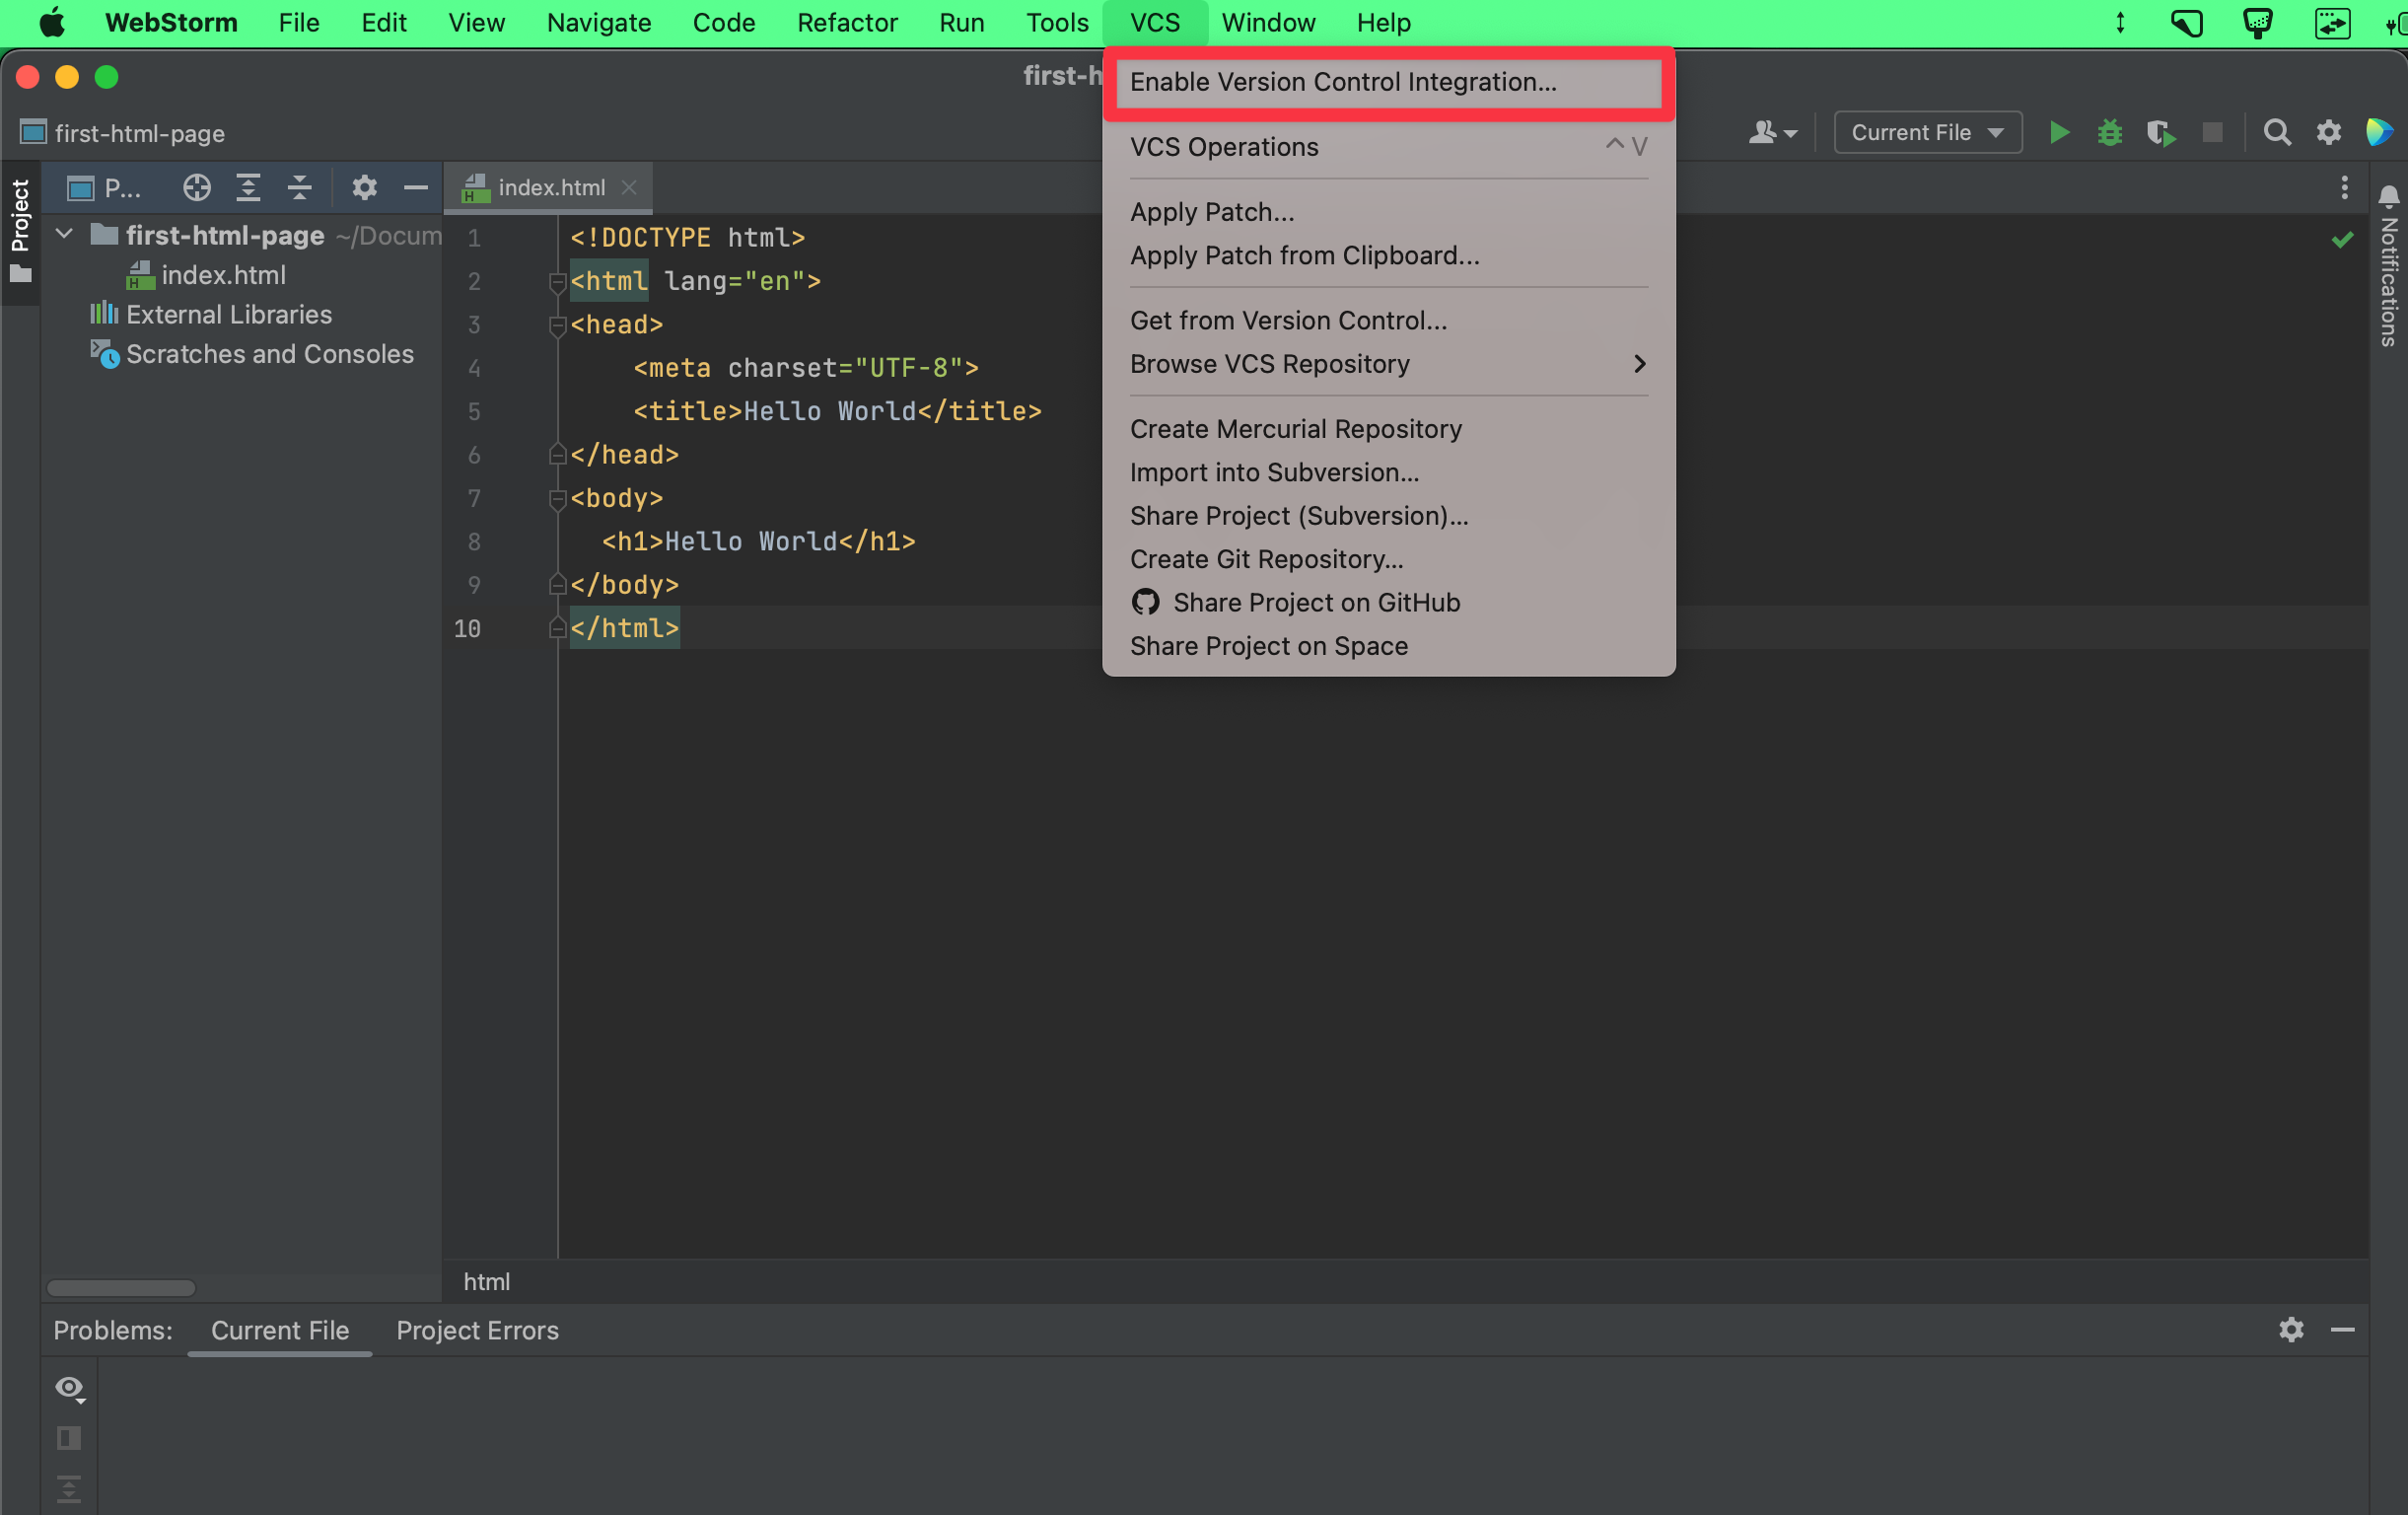 WebStorm File Edit View Navigate Code Refactor Run Tools VCS Window Help
first-h
first-html-page
Current File
P...
index.html
Project
first-html-page ~/Docum
index.html
External Libraries
Scratches and Consoles
1 <!DOCTYPE html>
2 <html lang="en">
3 <head>
4 <meta charset="UTF-8">
5 <title>Hello World</title>
6 </head>
7 <body>
8 <h1>Hello World</h1>
9 </body>
10 </html>
Enable Version Control Integration...
VCS Operations ^ V
Apply Patch...
Apply Patch from Clipboard...
Get from Version Control...
Browse VCS Repository
Create Mercurial Repository
Import into Subversion...
Share Project (Subversion)...
Create Git Repository...
Share Project on GitHub
Share Project on Space
Notifications
html
Problems: Current File Project Errors